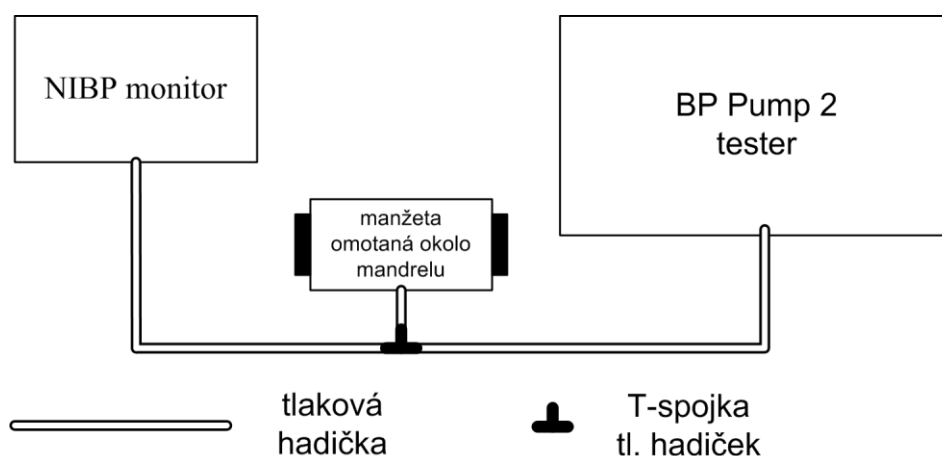 NIBP monitor
BP Pump 2
tester
manžeta
omotaná okolo
mandrelu
tlaková
hadička
T-spojka
tl. hadiček